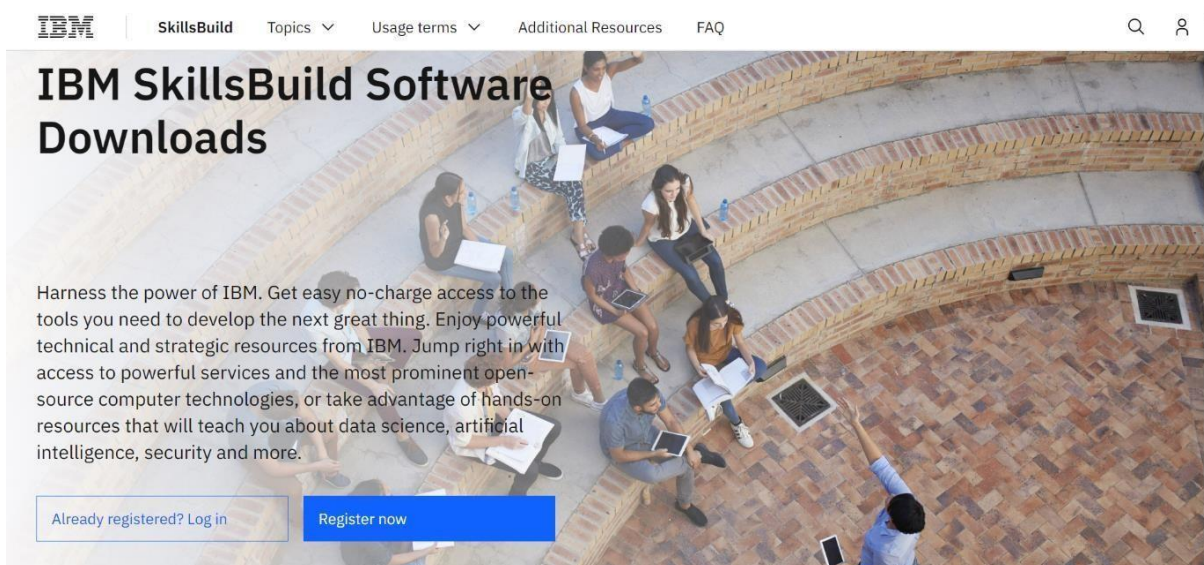 IBM
SkillsBuild
Topics
Usage terms
Additional Resources
FAQ
IBM SkillsBuild Software
Downloads
Harness the power of IBM. Get easy no-charge access to the
tools you need to develop the next great thing. Enjoy powerful
technical and strategic resources from IBM. Jump right in with
access to powerful services and the most prominent open-
source computer technologies, or take advantage of hands-on
resources that will teach you about data science, artificial
intelligence, security and more.
Already registered? Log in
Register now